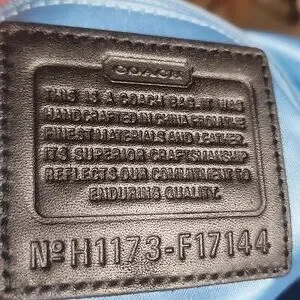 COACH
THIS IS A COACH BAG. IT WAS
HANDCRAFTED IN CHINA FROM THE
FINEST MATERIALS AND LEATHER.
IT'S SUPERIOR CRAFTSMANSHIP
REFLECTS OUR COMMITMENT TO
ENDURING QUALITY.
Nº H1173-F17144